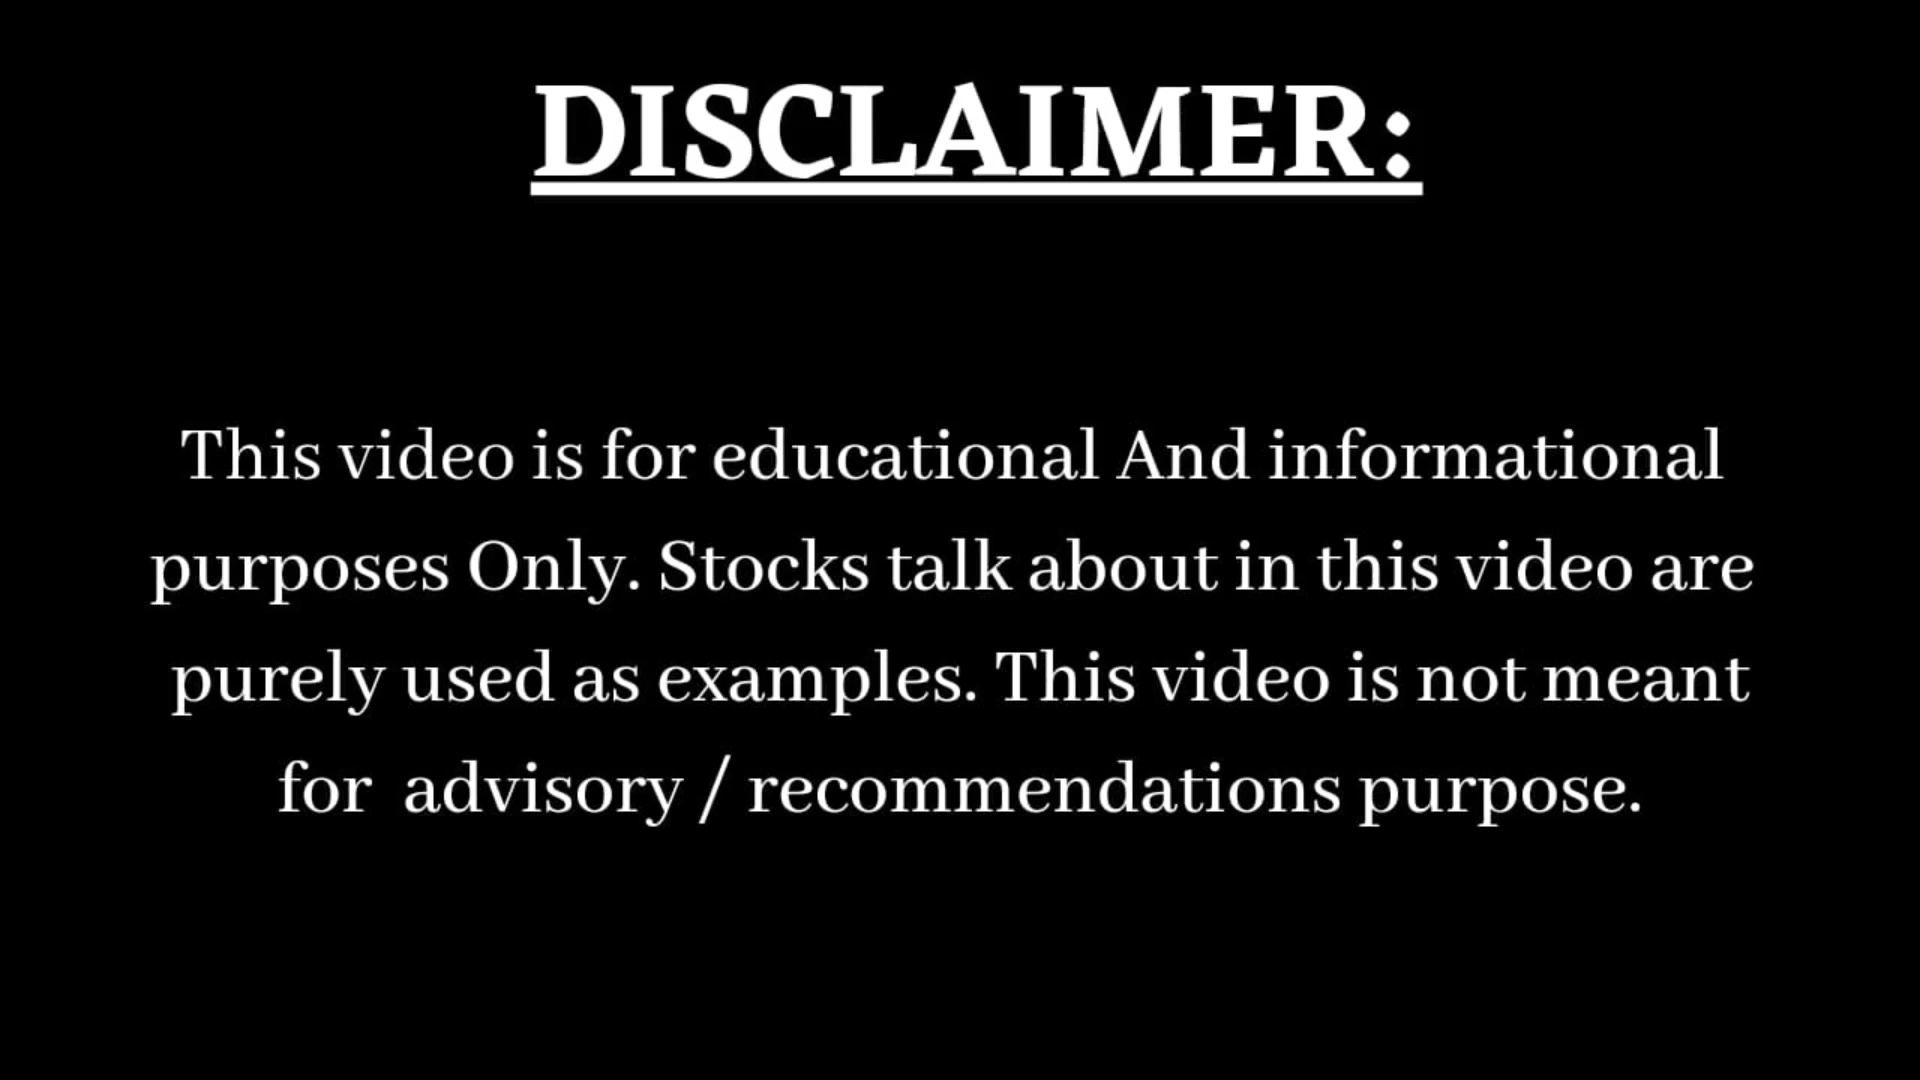 DISCLAIMER:
This video is for educational And informational
purposes Only. Stocks talk about in this video are
purely used as examples. This video is not meant
for advisory / recommendations purpose.